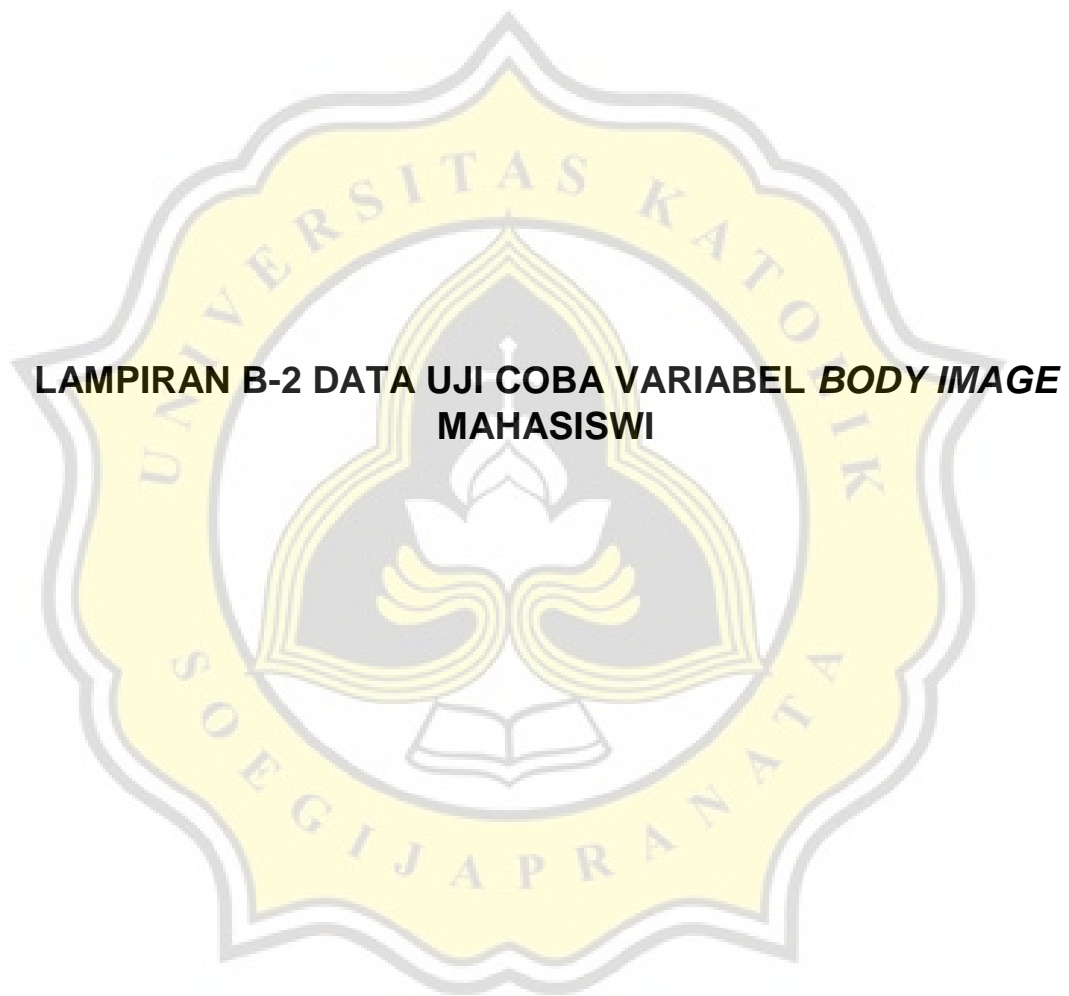 UNIVERSITAS KATOLIK
LAMPIRAN B-2 DATA UJI COBA VARIABEL BODY IMAGE
MAHASISWI
SOEGIJAPRANATA